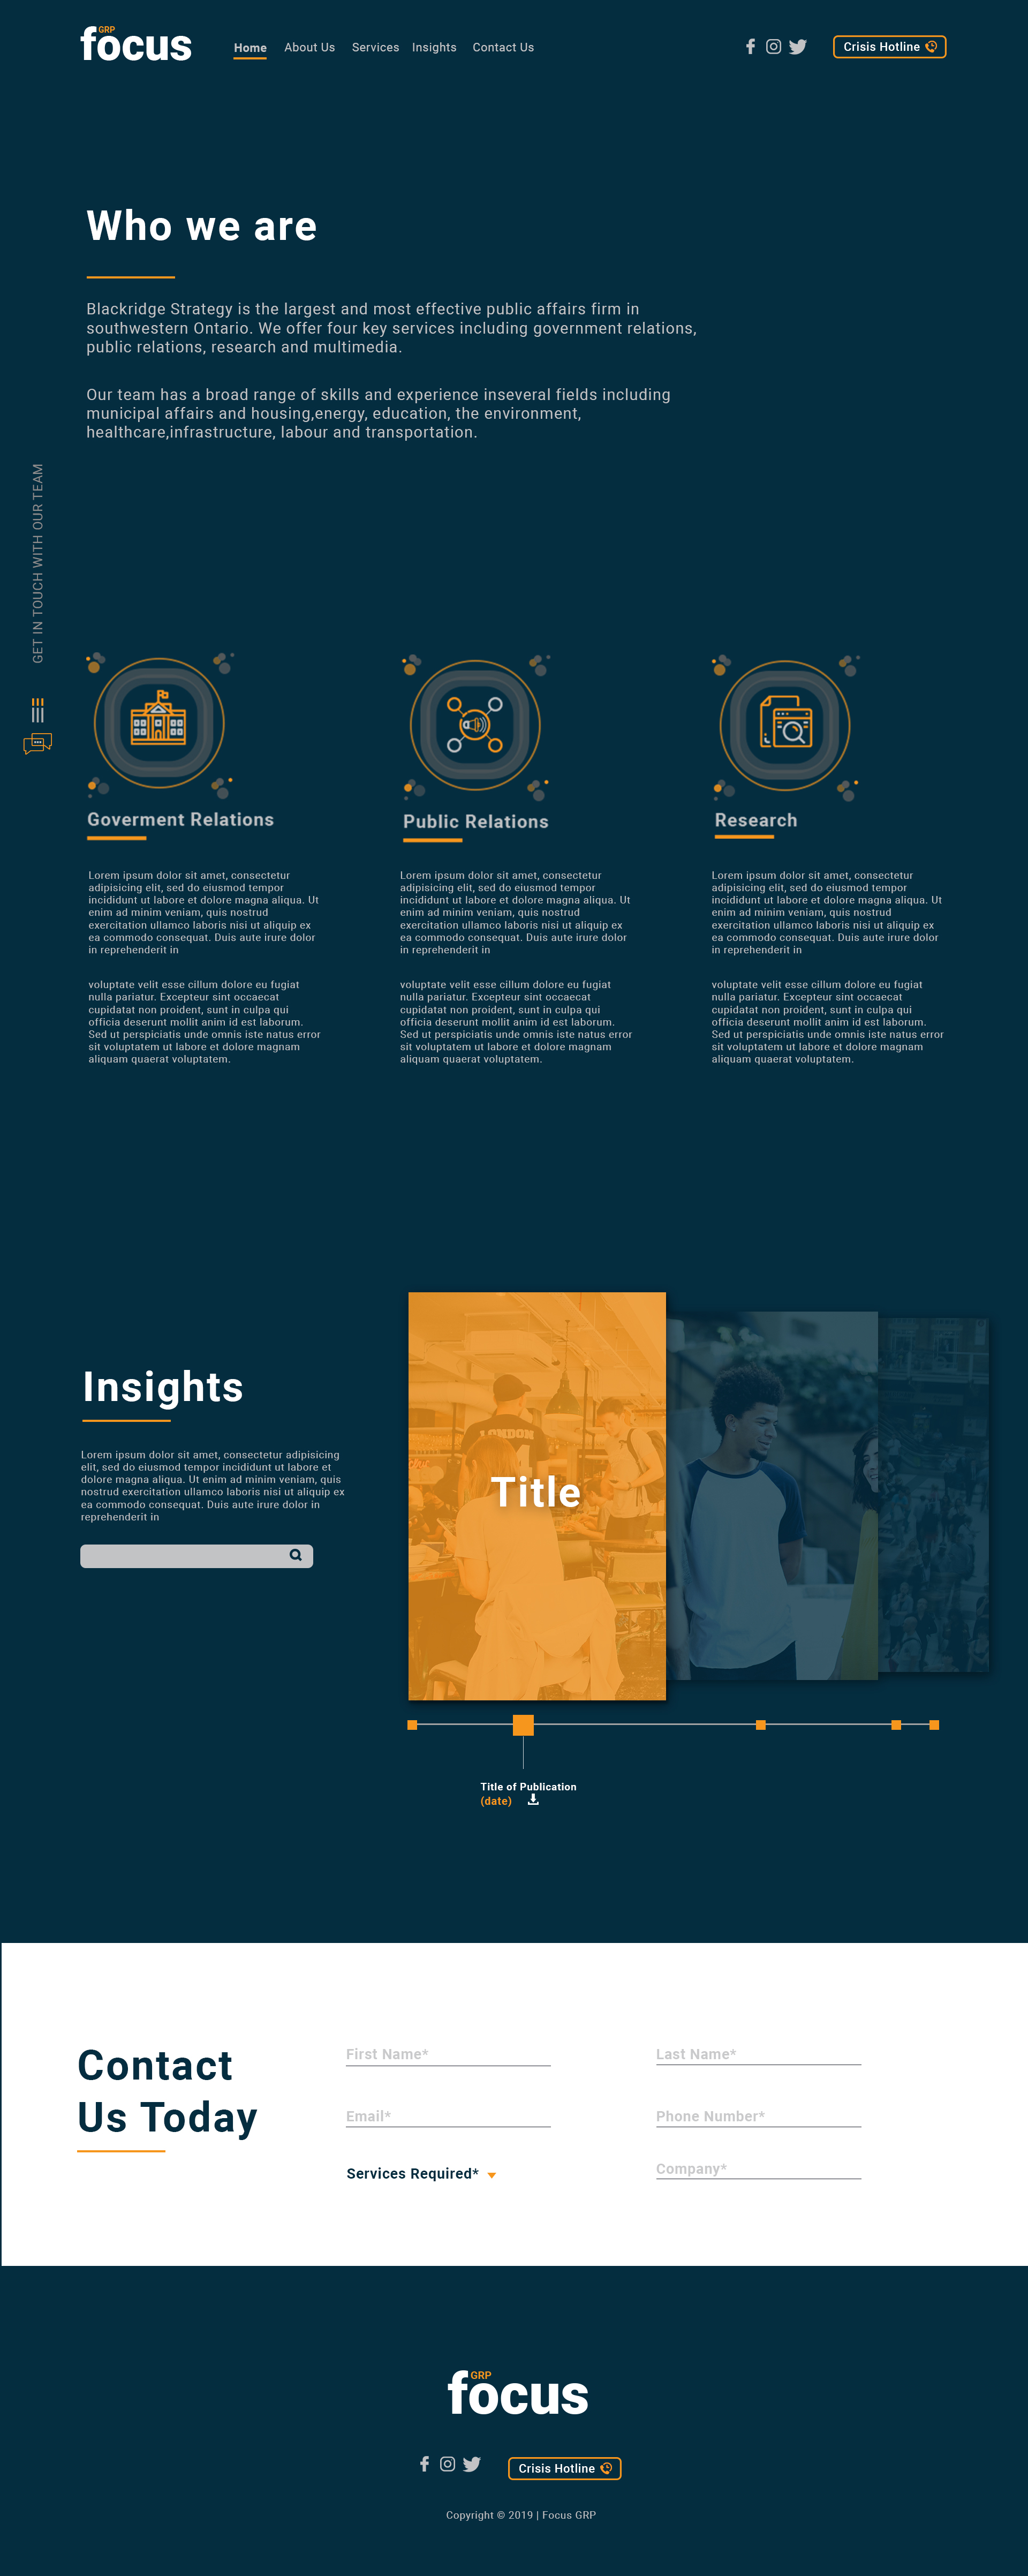 GRP
focus
Home About Us Services Insights Contact Us
Crisis Hotline
Who we are
Blackridge Strategy is the largest and most effective public affairs firm in
southwestern Ontario. We offer four key services including government relations,
public relations, research and multimedia.
Our team has a broad range of skills and experience inseveral fields including
municipal affairs and housing,energy, education, the environment,
healthcare,infrastructure, labour and transportation.
GET IN TOUCH WITH OUR TEAM
Goverment Relations
Lorem ipsum dolor sit amet, consectetur
adipisicing elit, sed do eiusmod tempor
incididunt ut labore et dolore magna aliqua. Ut
enim ad minim veniam, quis nostrud
exercitation ullamco laboris nisi ut aliquip ex
ea commodo consequat. Duis aute irure dolor
in reprehenderit in
voluptate velit esse cillum dolore eu fugiat
nulla pariatur. Excepteur sint occaecat
cupidatat non proident, sunt in culpa qui
officia deserunt mollit anim id est laborum.
Sed ut perspiciatis unde omnis iste natus error
sit voluptatem ut labore et dolore magnam
aliquam quaerat voluptatem.
Public Relations
Lorem ipsum dolor sit amet, consectetur
adipisicing elit, sed do eiusmod tempor
incididunt ut labore et dolore magna aliqua. Ut
enim ad minim veniam, quis nostrud
exercitation ullamco laboris nisi ut aliquip ex
ea commodo consequat. Duis aute irure dolor
in reprehenderit in
voluptate velit esse cillum dolore eu fugiat
nulla pariatur. Excepteur sint occaecat
cupidatat non proident, sunt in culpa qui
officia deserunt mollit anim id est laborum.
Sed ut perspiciatis unde omnis iste natus error
sit voluptatem ut labore et dolore magnam
aliquam quaerat voluptatem.
Research
Lorem ipsum dolor sit amet, consectetur
adipisicing elit, sed do eiusmod tempor
incididunt ut labore et dolore magna aliqua. Ut
enim ad minim veniam, quis nostrud
exercitation ullamco laboris nisi ut aliquip ex
ea commodo consequat. Duis aute irure dolor
in reprehenderit in
voluptate velit esse cillum dolore eu fugiat
nulla pariatur. Excepteur sint occaecat
cupidatat non proident, sunt in culpa qui
officia deserunt mollit anim id est laborum.
Sed ut perspiciatis unde omnis iste natus error
sit voluptatem ut labore et dolore magnam
aliquam quaerat voluptatem.
Insights
Lorem ipsum dolor sit amet, consectetur adipisicing
elit, sed do eiusmod tempor incididunt ut labore et
dolore magna aliqua. Ut enim ad minim veniam, quis
nostrud exercitation ullamco laboris nisi ut aliquip ex
ea commodo consequat. Duis aute irure dolor in
reprehenderit in
LONDON
Title
Title of Publication
(date)
Contact
Us Today
First Name*
Last Name*
Email*
Phone Number*
Services Required*
Company*
GRP
focus
Crisis Hotline
Copyright © 2019 | Focus GRP